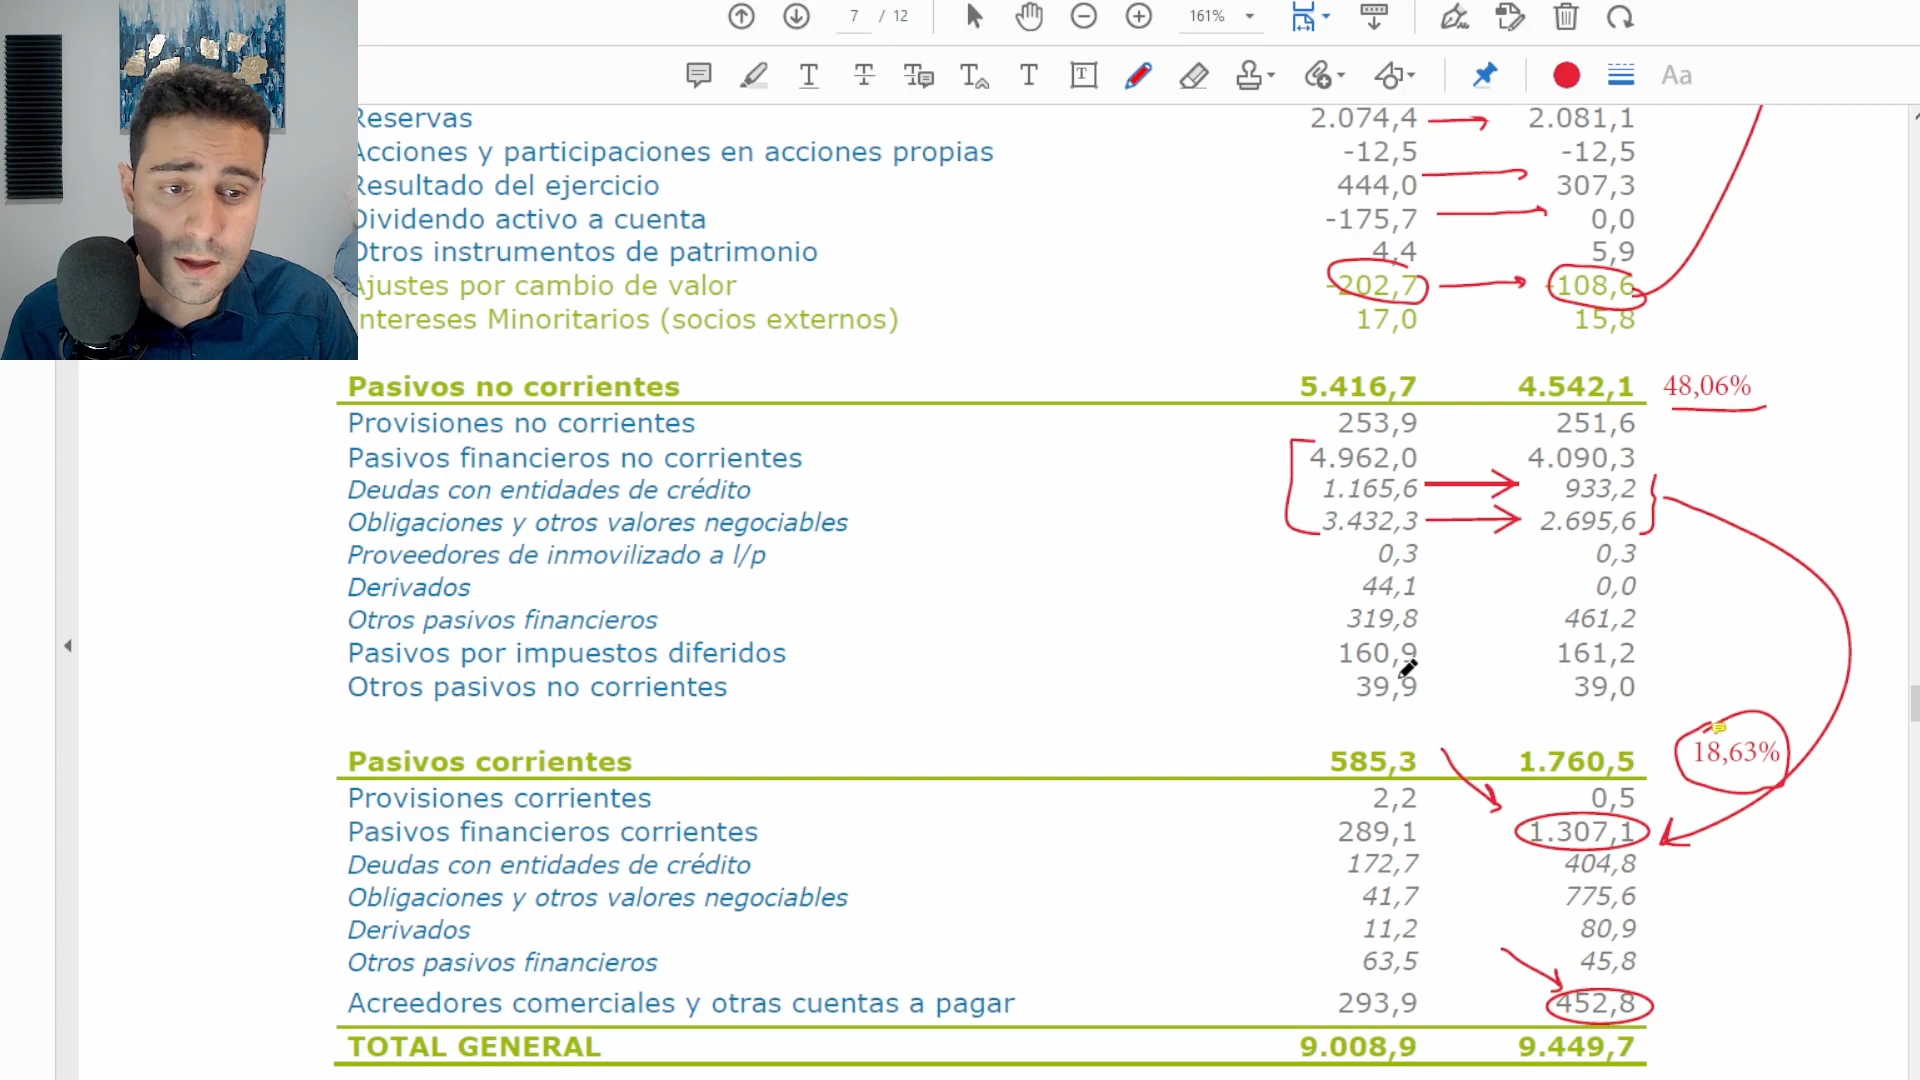 7 / 12 161%
Aa
Reservas 2.074,4 2.081,1
Acciones y participaciones en acciones propias -12,5 -12,5
Resultado del ejercicio 444,0 307,3
Dividendo activo a cuenta -175,7 0,0
Otros instrumentos de patrimonio 4,4 5,9
Ajustes por cambio de valor -202,7 -108,6
Intereses Minoritarios (socios externos) 17,0 15,8
Pasivos no corrientes 5.416,7 4.542,1 48,06%
Provisiones no corrientes 253,9 251,6
Pasivos financieros no corrientes 4.962,0 4.090,3
Deudas con entidades de crédito 1.165,6 933,2
Obligaciones y otros valores negociables 3.432,3 2.695,6
Proveedores de inmovilizado a l/p 0,3 0,3
Derivados 44,1 0,0
Otros pasivos financieros 319,8 461,2
Pasivos por impuestos diferidos 160,9 161,2
Otros pasivos no corrientes 39,9 39,0
Pasivos corrientes 585,3 1.760,5 18,63%
Provisiones corrientes 2,2 0,5
Pasivos financieros corrientes 289,1 1.307,1
Deudas con entidades de crédito 172,7 404,8
Obligaciones y otros valores negociables 41,7 775,6
Derivados 11,2 80,9
Otros pasivos financieros 63,5 45,8
Acreedores comerciales y otras cuentas a pagar 293,9 452,8
TOTAL GENERAL 9.008,9 9.449,7